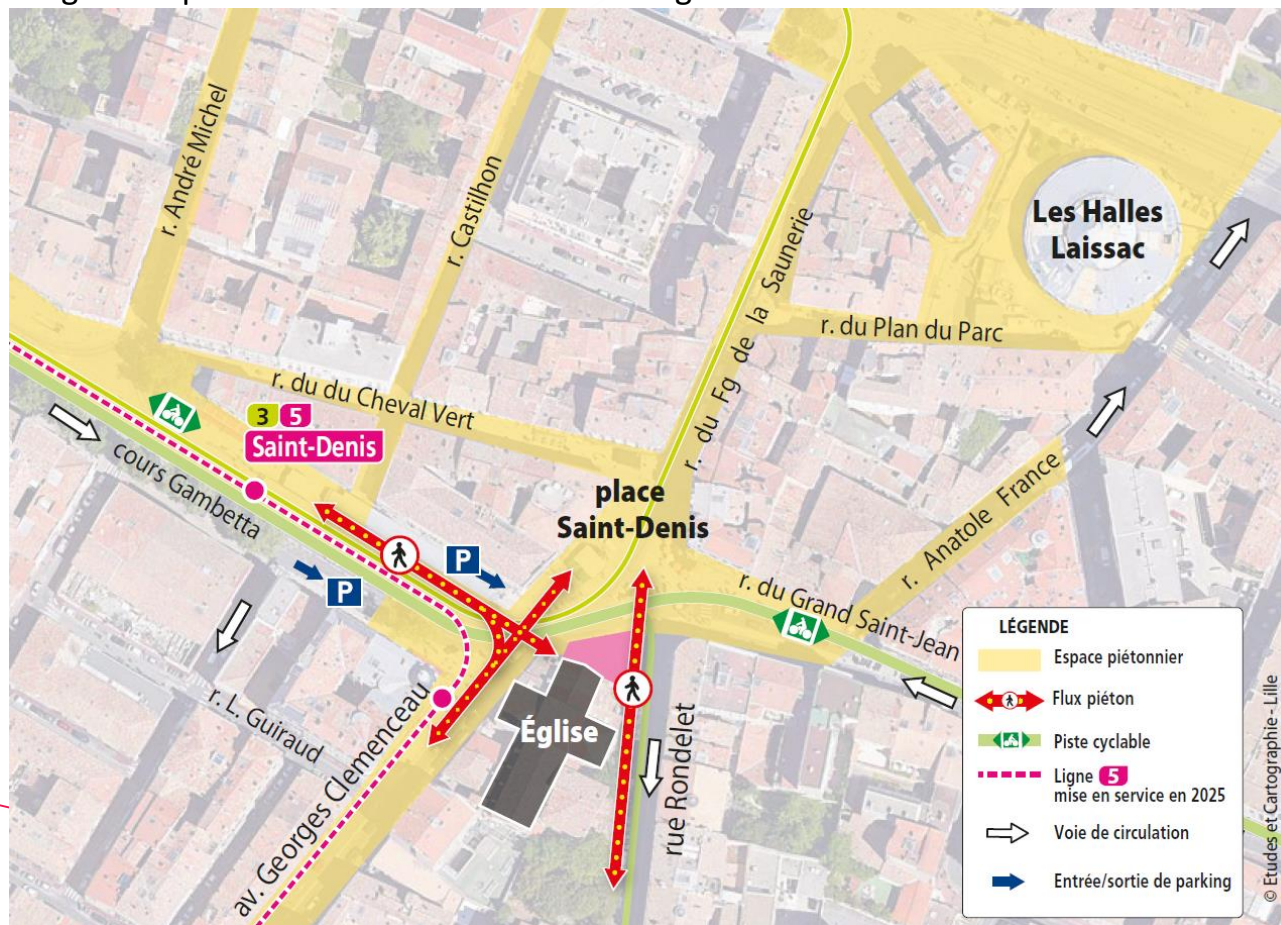 r. André Michel
r. Castilhon
r. du Fg de la Saunerie
Les Halles
Laissac
r. du Plan du Parc
r. du du Cheval Vert
3 5
Saint-Denis
cours Gambetta
place
Saint-Denis
P
P
r. Anatole France
r. du Grand Saint-Jean
r. L. Guiraud
av. Georges Clemenceau
Église
rue Rondelet
LÉGENDE
Espace piétonnier
Flux piéton
Piste cyclable
Ligne 5
mise en service en 2025
Voie de circulation
Entrée/sortie de parking
© Etudes et Cartographie - Lille